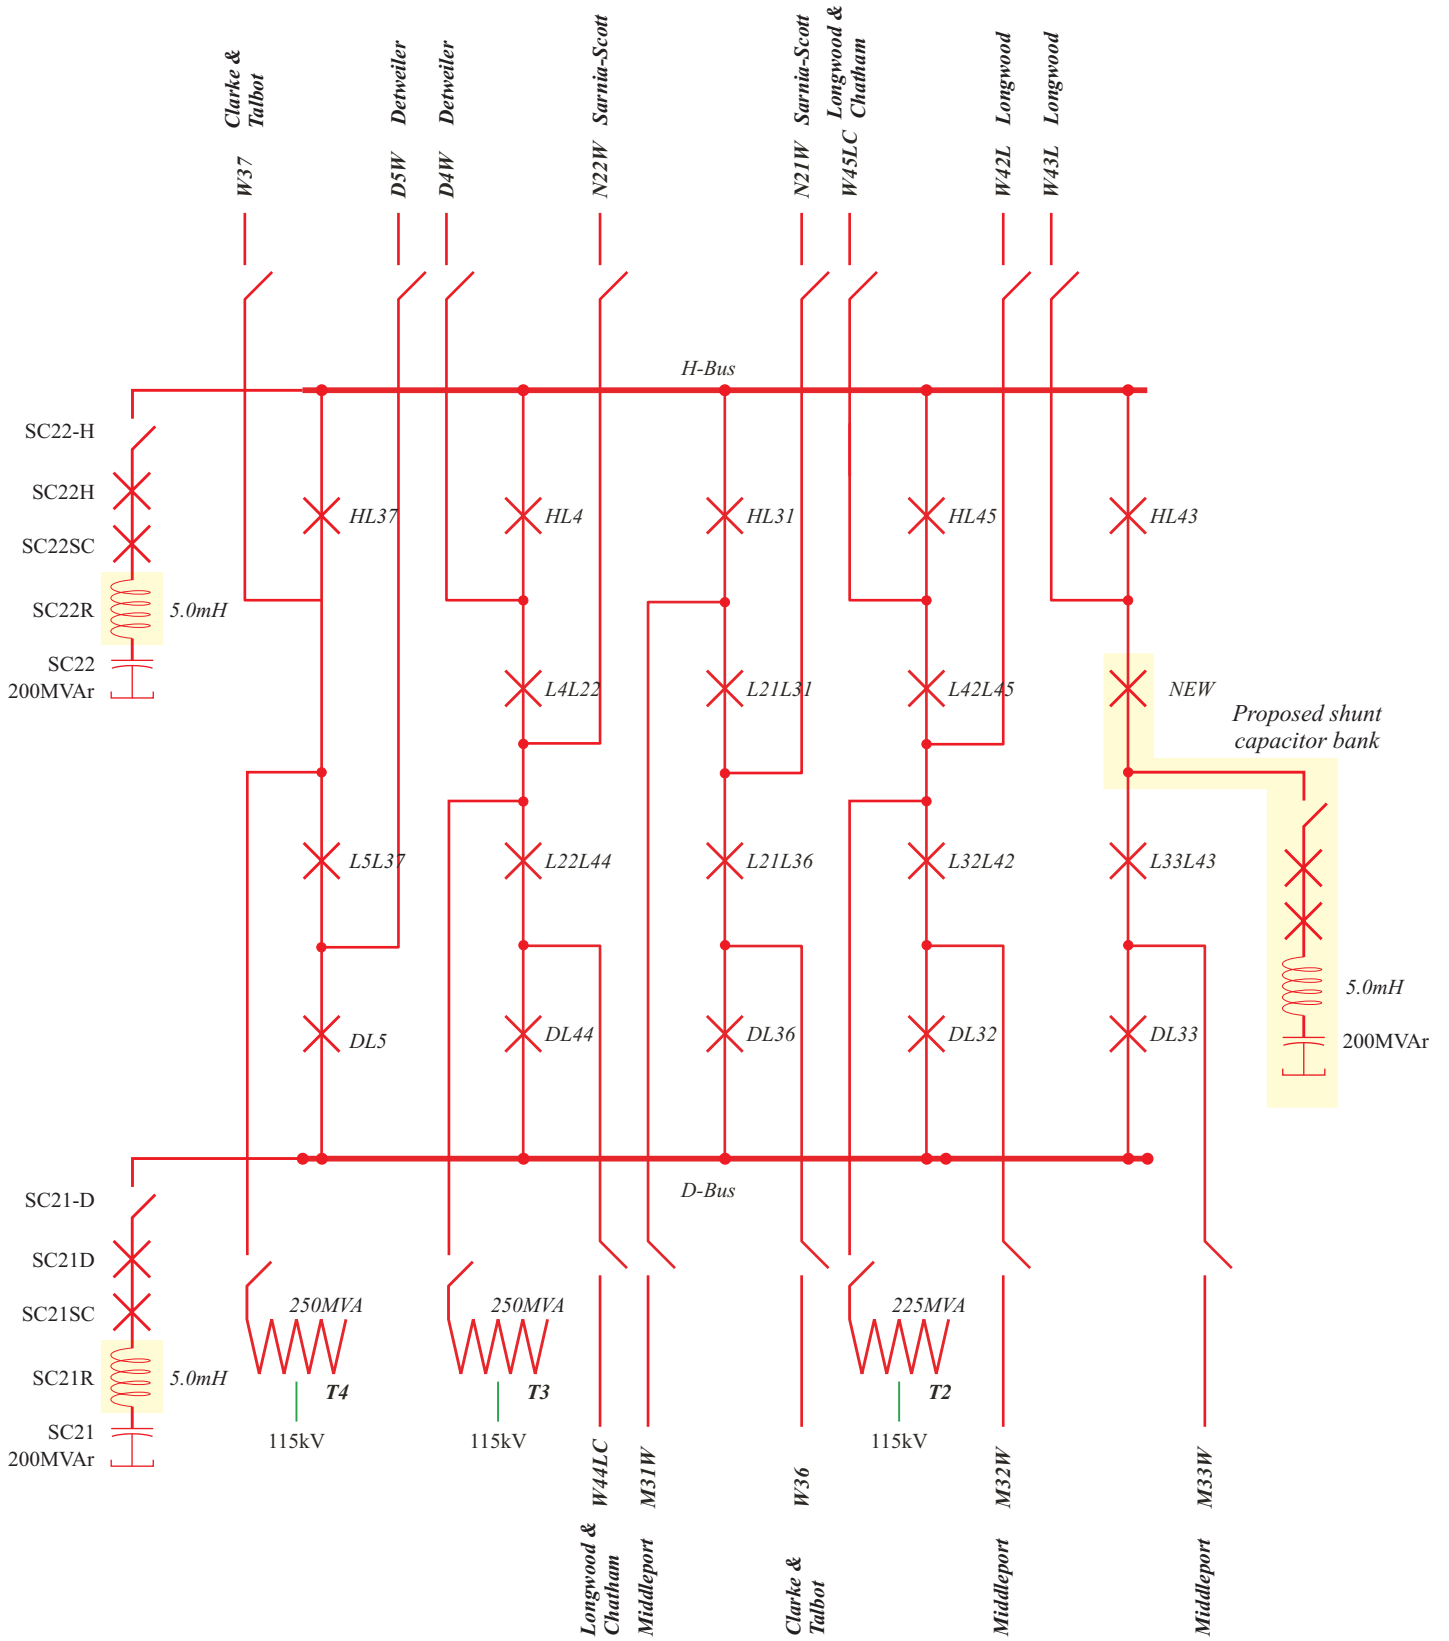 Clarke &
Talbot
W37
D5W Detweiler
D4W Detweiler
N22W Sarnia-Scott
N21W Sarnia-Scott
Longwood &
Chatham
W45LC
W42L Longwood
W43L Longwood
H-Bus
SC22-H
SC22H
SC22SC
SC22R
5.0mH
SC22
200MVAr
HL37
HL4
HL31
HL45
HL43
L4L22
L21L31
L42L45
NEW
Proposed shunt
capacitor bank
L5L37
L22L44
L21L36
L32L42
L33L43
5.0mH
200MVAr
DL5
DL44
DL36
DL32
DL33
D-Bus
SC21-D
SC21D
SC21SC
SC21R
5.0mH
SC21
200MVAr
250MVA
T4
115kV
250MVA
T3
115kV
225MVA
T2
115kV
W44LC
Longwood &
Chatham
M31W
Middleport
W36
Clarke &
Talbot
M32W
Middleport
M33W
Middleport